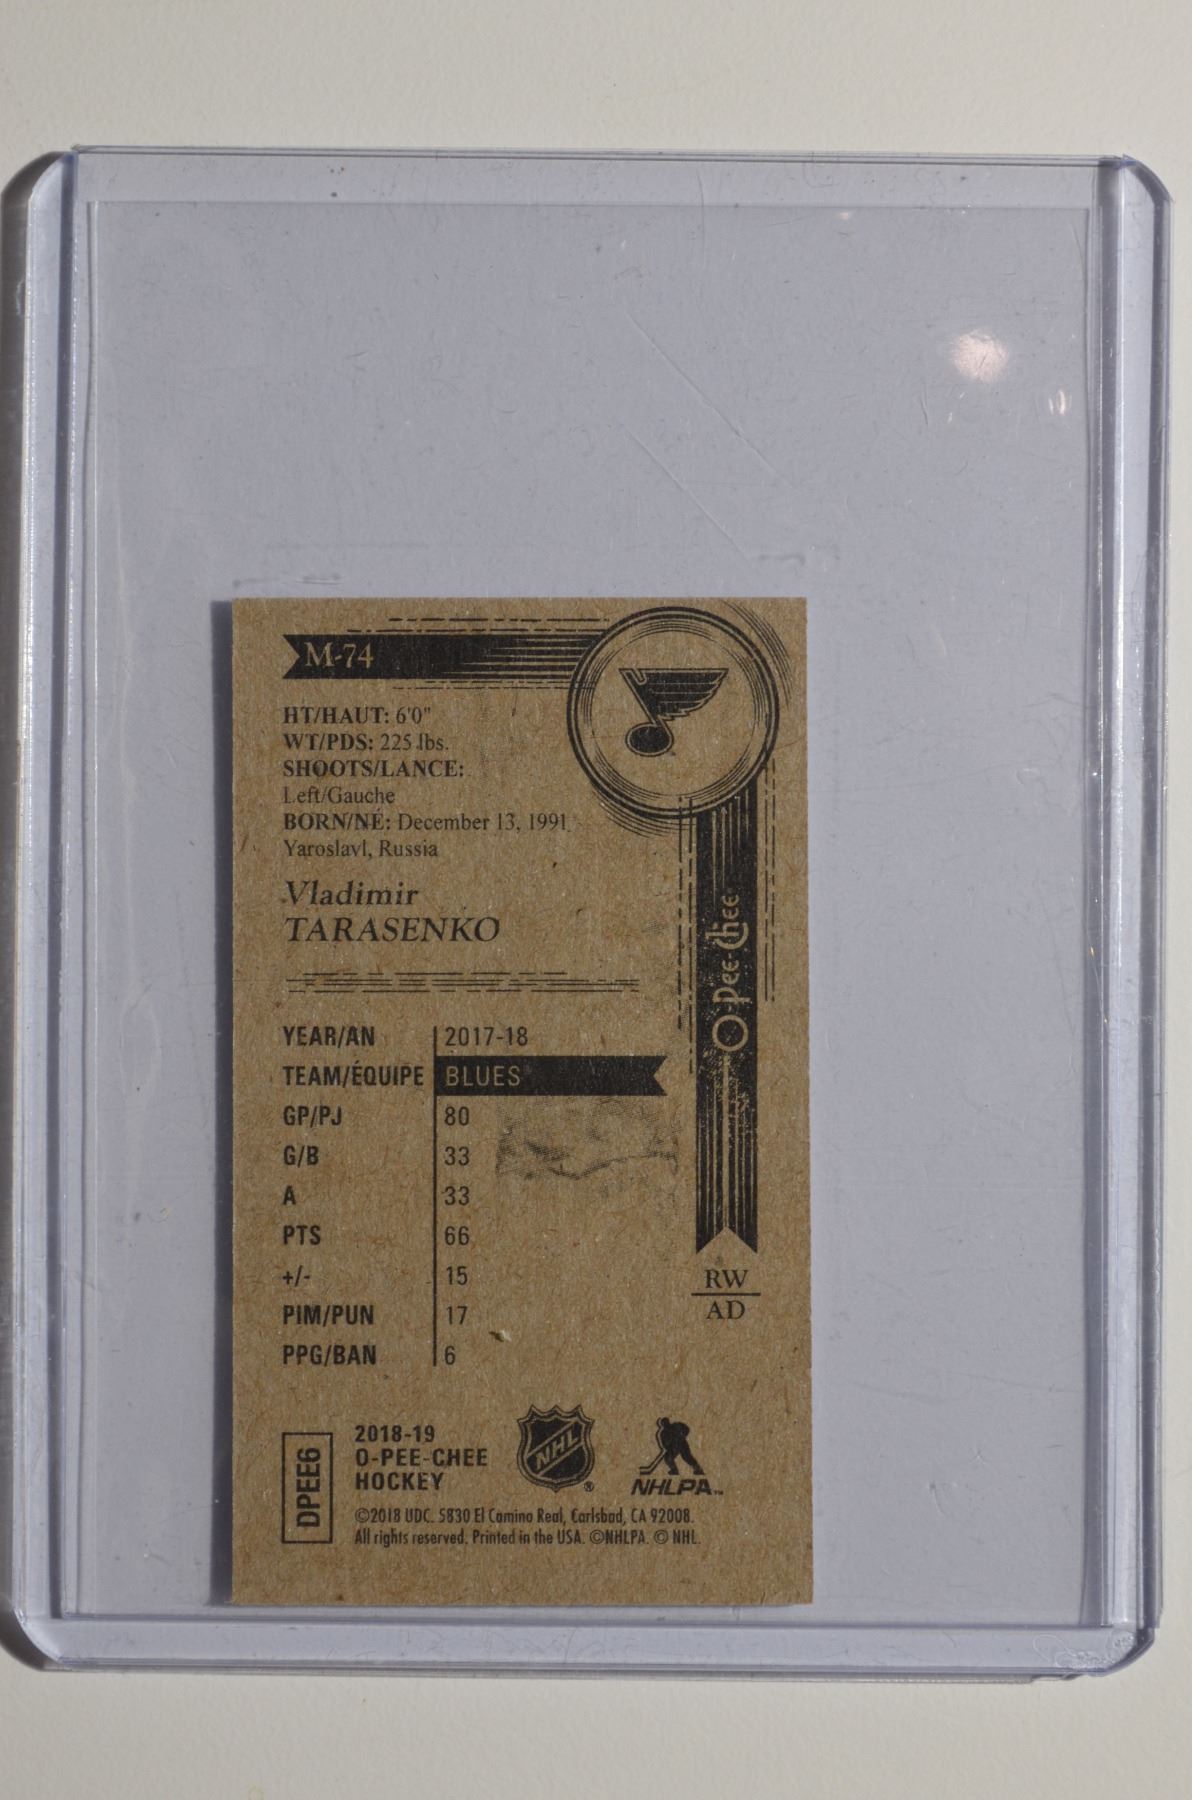 M-74
HT/HAUT: 6'0"
WT/PDS: 225 lbs.
SHOOTS/LANCE:
Left/Gauche
BORN/NÉ: December 13, 1991
Yaroslavl, Russia
Vladimir
TARASENKO
O-Pee-Chee
YEAR/AN 2017-18
TEAM/ÉQUIPE BLUES
GP/PJ 80
G/B 33
A 33
PTS 66
+/- 15
PIM/PUN 17
PPG/BAN 6
RW
AD
DPEE6
2018-19
O-PEE-CHEE
HOCKEY
NHL ®
NHLPA™
©2018 UDC. 5830 El Camino Real, Carlsbad, CA 92008.
All rights reserved. Printed in the USA. ©NHLPA. © NHL.